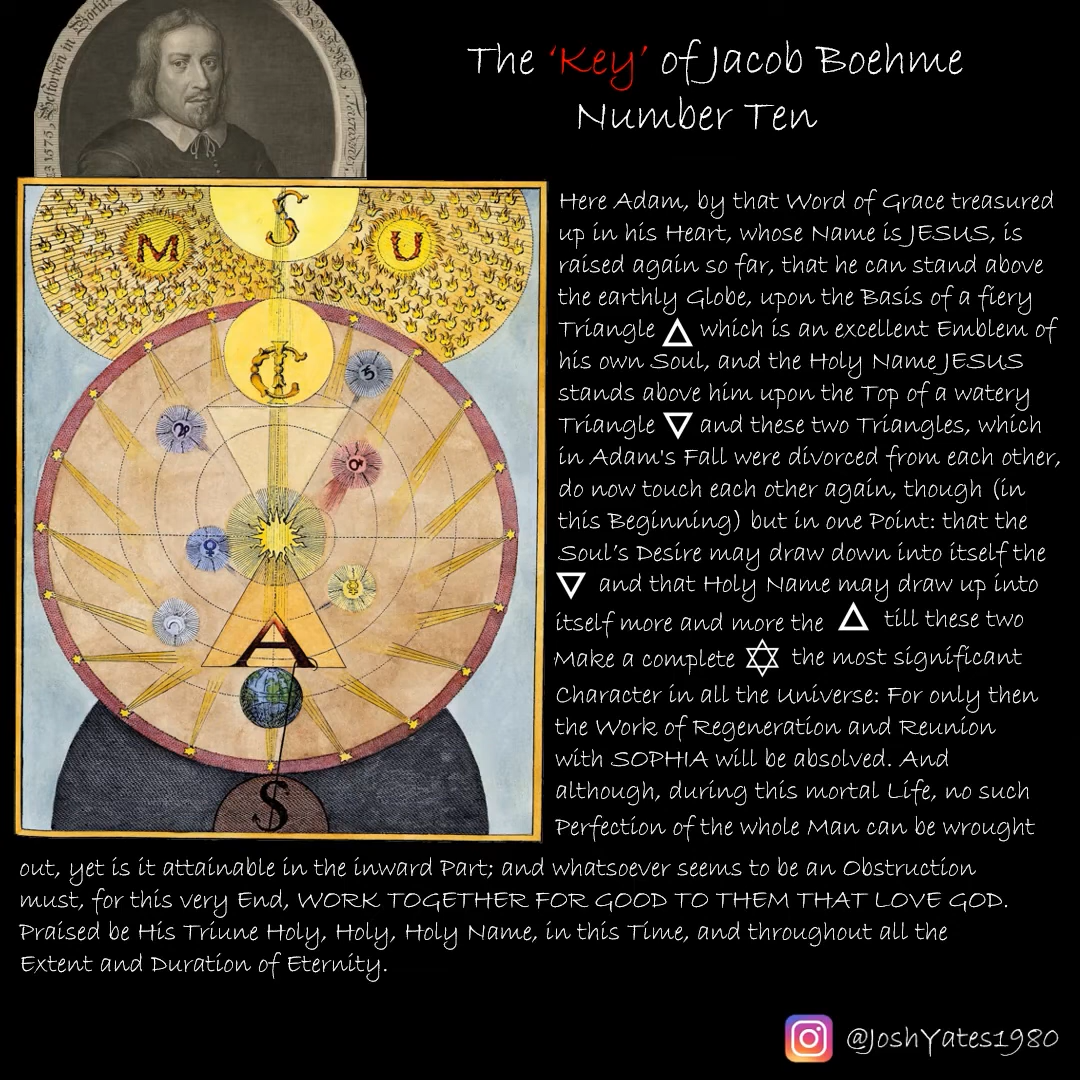 1575, Gestorben in Görlitz
The ‘Key’ of Jacob Boehme
Number Ten
M S U
C
A
S
Here Adam, by that Word of Grace treasured
up in his Heart, whose Name is JESUS, is
raised again so far, that he can stand above
the earthly Globe, upon the Basis of a fiery
Triangle △ which is an excellent Emblem of
his own Soul, and the Holy Name JESUS
stands above him upon the Top of a watery
Triangle ▽ and these two Triangles, which
in Adam's Fall were divorced from each other,
do now touch each other again, though (in
this Beginning) but in one Point: that the
Soul’s Desire may draw down into itself the
▽ and that Holy Name may draw up into
itself more and more the △ till these two
Make a complete ✡ the most significant
Character in all the Universe: For only then
the Work of Regeneration and Reunion
with SOPHIA will be absolved. And
although, during this mortal Life, no such
Perfection of the whole Man can be wrought
out, yet is it attainable in the inward Part; and whatsoever seems to be an Obstruction
must, for this very End, WORK TOGETHER FOR GOOD TO THEM THAT LOVE GOD.
Praised be His Triune Holy, Holy, Holy Name, in this Time, and throughout all the
Extent and Duration of Eternity.
@JoshYates1980